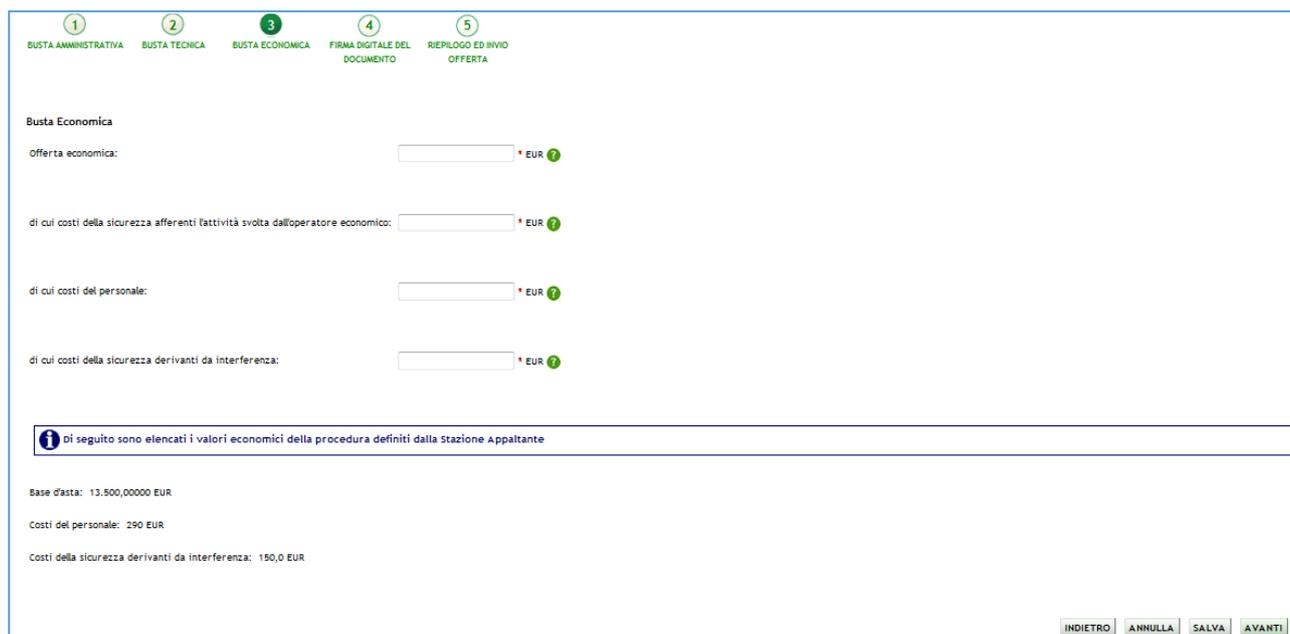 1 2 3 4 5
BUSTA AMMINISTRATIVA BUSTA TECNICA BUSTA ECONOMICA FIRMA DIGITALE DEL DOCUMENTO RIEPILOGO ED INVIO OFFERTA
Busta Economica
Offerta economica: * EUR ?
di cui costi della sicurezza afferenti l'attività svolta dall'operatore economico: * EUR ?
di cui costi del personale: * EUR ?
di cui costi della sicurezza derivanti da interferenza: * EUR ?
i Di seguito sono elencati i valori economici della procedura definiti dalla Stazione Appaltante
Base d'asta: 13.500,00000 EUR
Costi del personale: 290 EUR
Costi della sicurezza derivanti da interferenza: 150,0 EUR
INDIETRO ANNULLA SALVA AVANTI